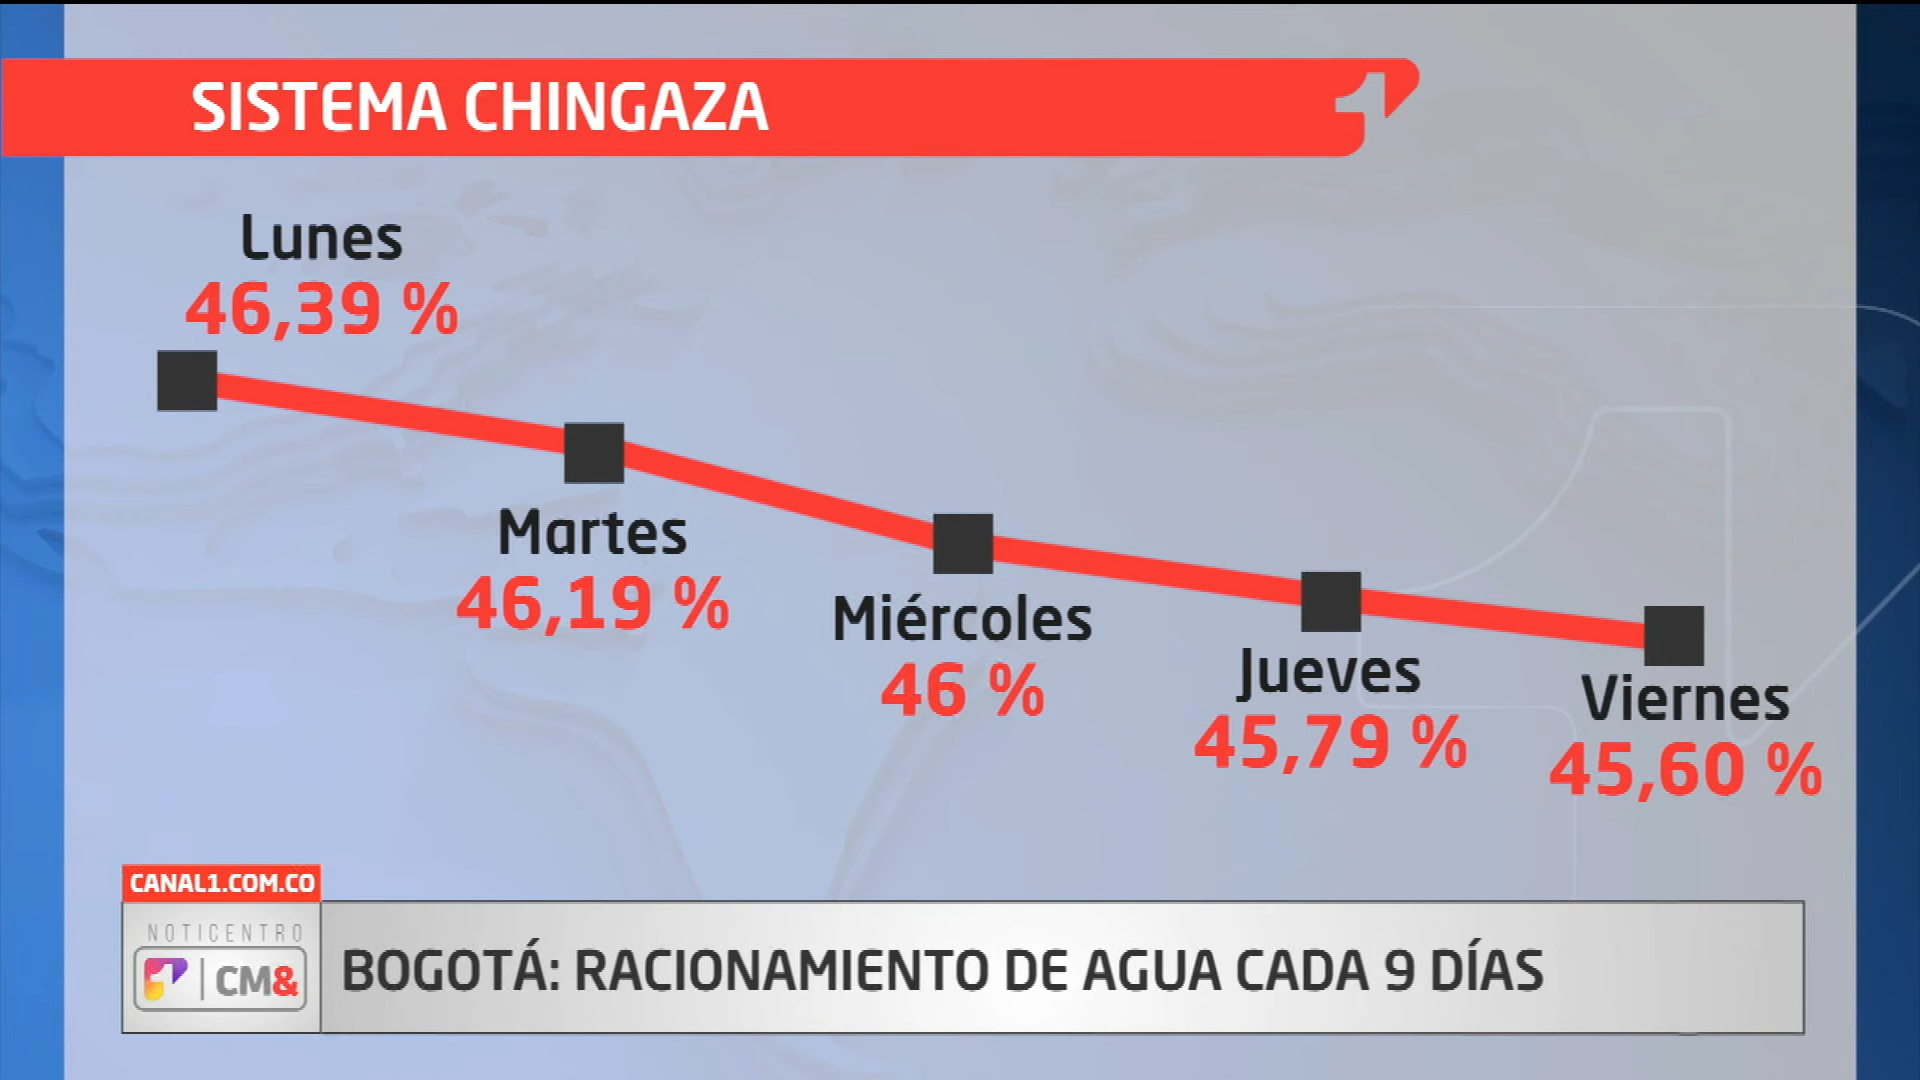 SISTEMA CHINGAZA
Lunes
46,39 %
Martes
46,19 %
Miércoles
46 %
Jueves
45,79 %
Viernes
45,60 %
CANAL1.COM.CO
NOTICENTRO
1 | CM&
BOGOTÁ: RACIONAMIENTO DE AGUA CADA 9 DÍAS